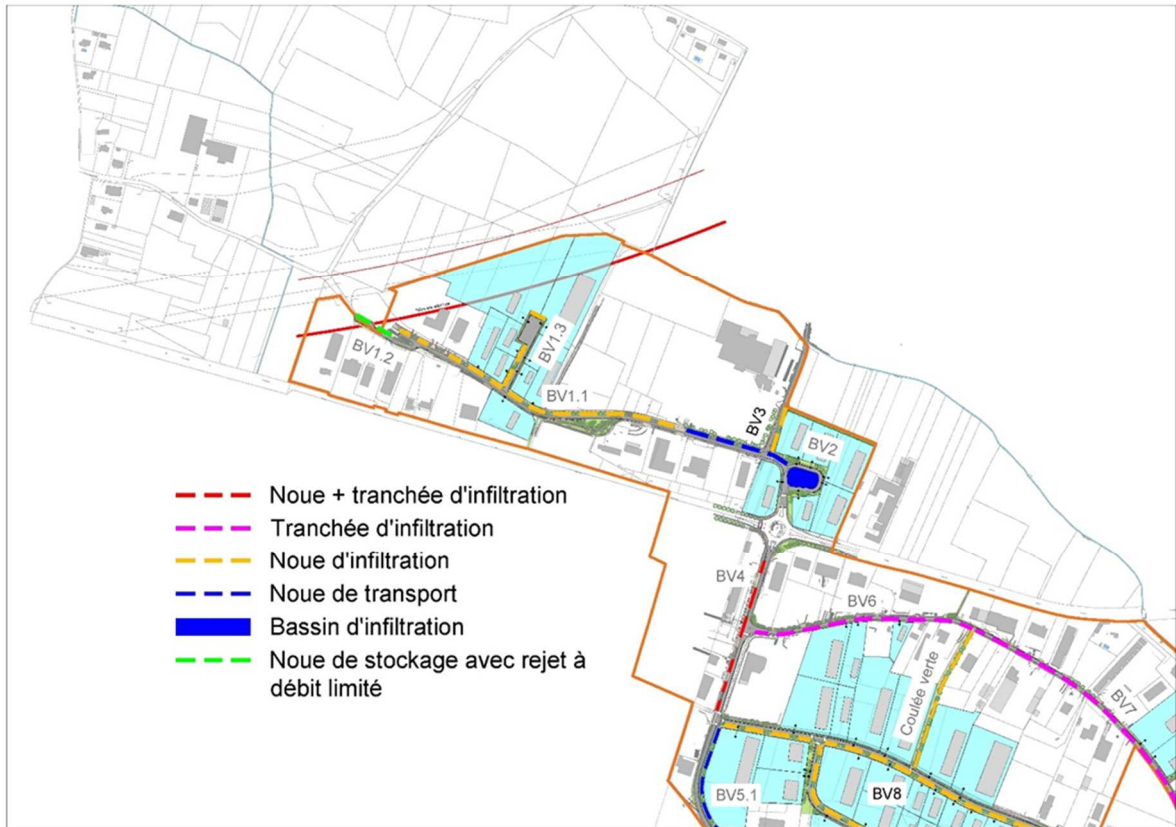 BV1.2
BV1.3
BV1.1
BV3
BV2
Noue + tranchée d'infiltration
Tranchée d'infiltration
Noue d'infiltration
Noue de transport
Bassin d'infiltration
Noue de stockage avec rejet à
débit limité
BV4
BV6
Coulée verte
BV7
BV5.1
BV8